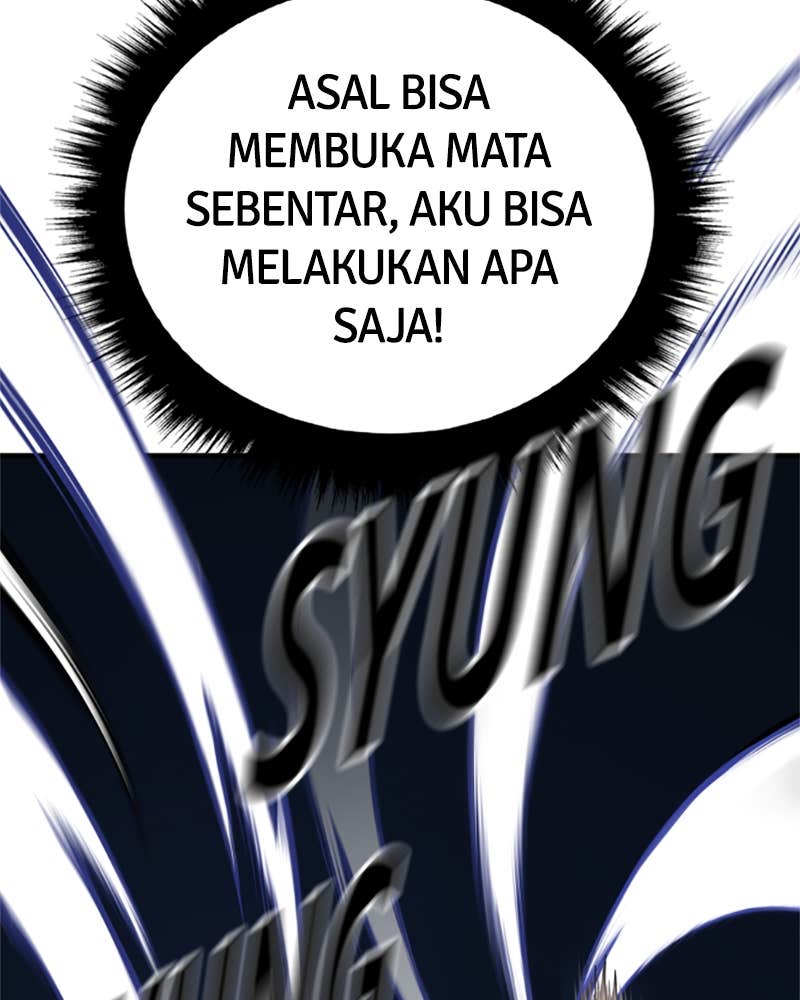 ASAL BISA
MEMBUKA MATA
SEBENTAR, AKU BISA
MELAKUKAN APA
SAJA!
SYUNG